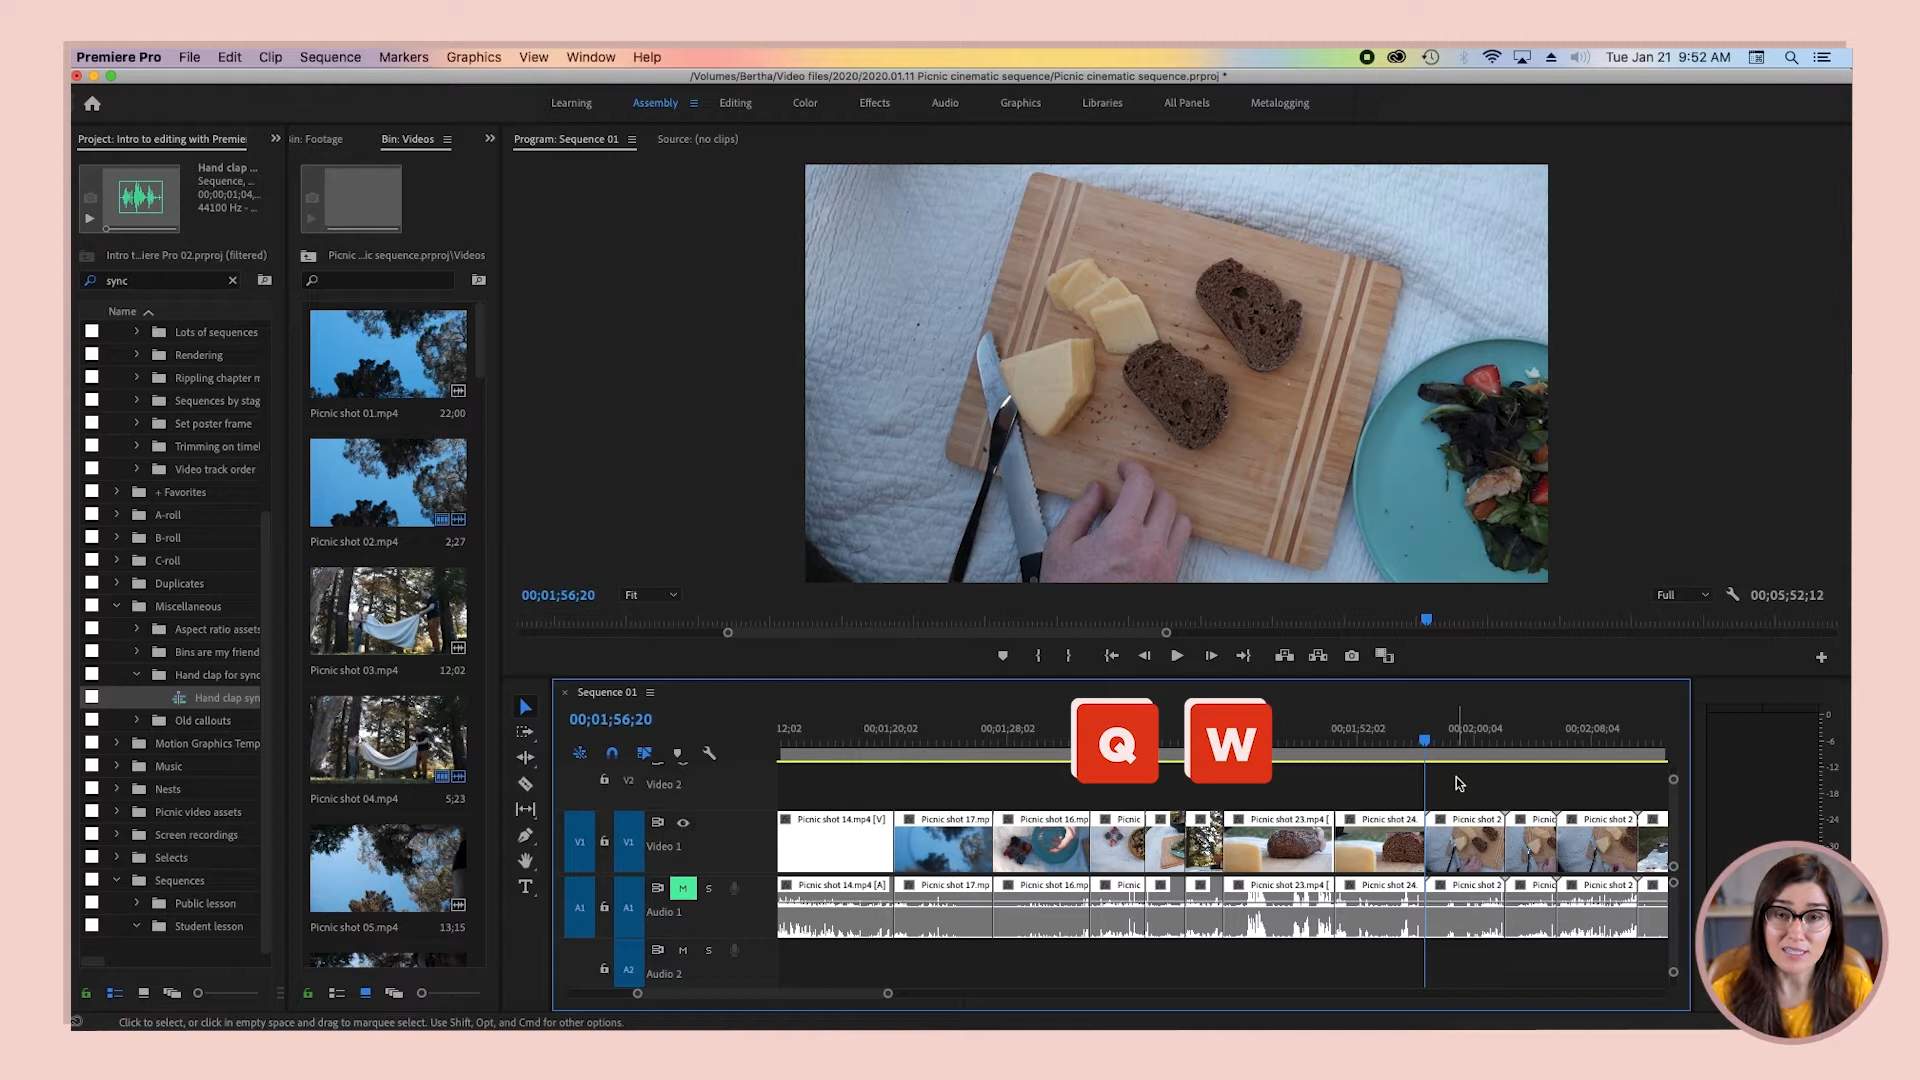 Premiere Pro File Edit Clip Sequence Markers Graphics View Window Help Tue Jan 21 9:52 AM
/Volumes/Bertha/Video files/2020/2020.01.11 Picnic cinematic sequence/Picnic cinematic sequence.prproj *
Learning Assembly Editing Color Effects Audio Graphics Libraries All Panels Metalogging
Project: Intro to editing with Premie
in: Footage Bin: Videos
Program: Sequence 01 Source: (no clips)
Hand clap ...
Sequence, ...
00;00;01;04,...
44100 Hz - ...
Intro t...iere Pro 02.prproj (filtered)
Picnic ...ic sequence.prproj\Videos
sync
Name
Lots of sequences
Rendering
Rippling chapter m
Sequences by stag
Set poster frame
Trimming on timel
Video track order
+ Favorites
A-roll
B-roll
C-roll
Duplicates
Miscellaneous
Aspect ratio assets
Bins are my friend
Hand clap for sync
Hand clap syn
Old callouts
Motion Graphics Temp
Music
Nests
Picnic video assets
Screen recordings
Selects
Sequences
Public lesson
Student lesson
Picnic shot 01.mp4 22;00
Picnic shot 02.mp4 2;27
Picnic shot 03.mp4 12;02
Picnic shot 04.mp4 5;23
Picnic shot 05.mp4 13;15
00;01;56;20 Fit Full 00;05;52;12
Sequence 01
00;01;56;20
12;02 00;01;20;02 00;01;28;02 00;01;52;02 00;02;00;04 00;02;08;04
Q W
V2 Video 2
V1 V1 Video 1
Picnic shot 14.mp4 [V] Picnic shot 17.mp Picnic shot 16.mp Picnic Picnic shot 23.mp4 [ Picnic shot 24. Picnic shot 2 Picnic Picnic shot 2
A1 A1 M S Audio 1
Picnic shot 14.mp4 [A] Picnic shot 17.mp Picnic shot 16.mp Picnic Picnic shot 23.mp4 [ Picnic shot 24. Picnic shot 2 Picnic Picnic shot 2
A2 M S Audio 2
0
-6
-12
-18
-24
-30
Click to select, or click in empty space and drag to marquee select. Use Shift, Opt, and Cmd for other options.